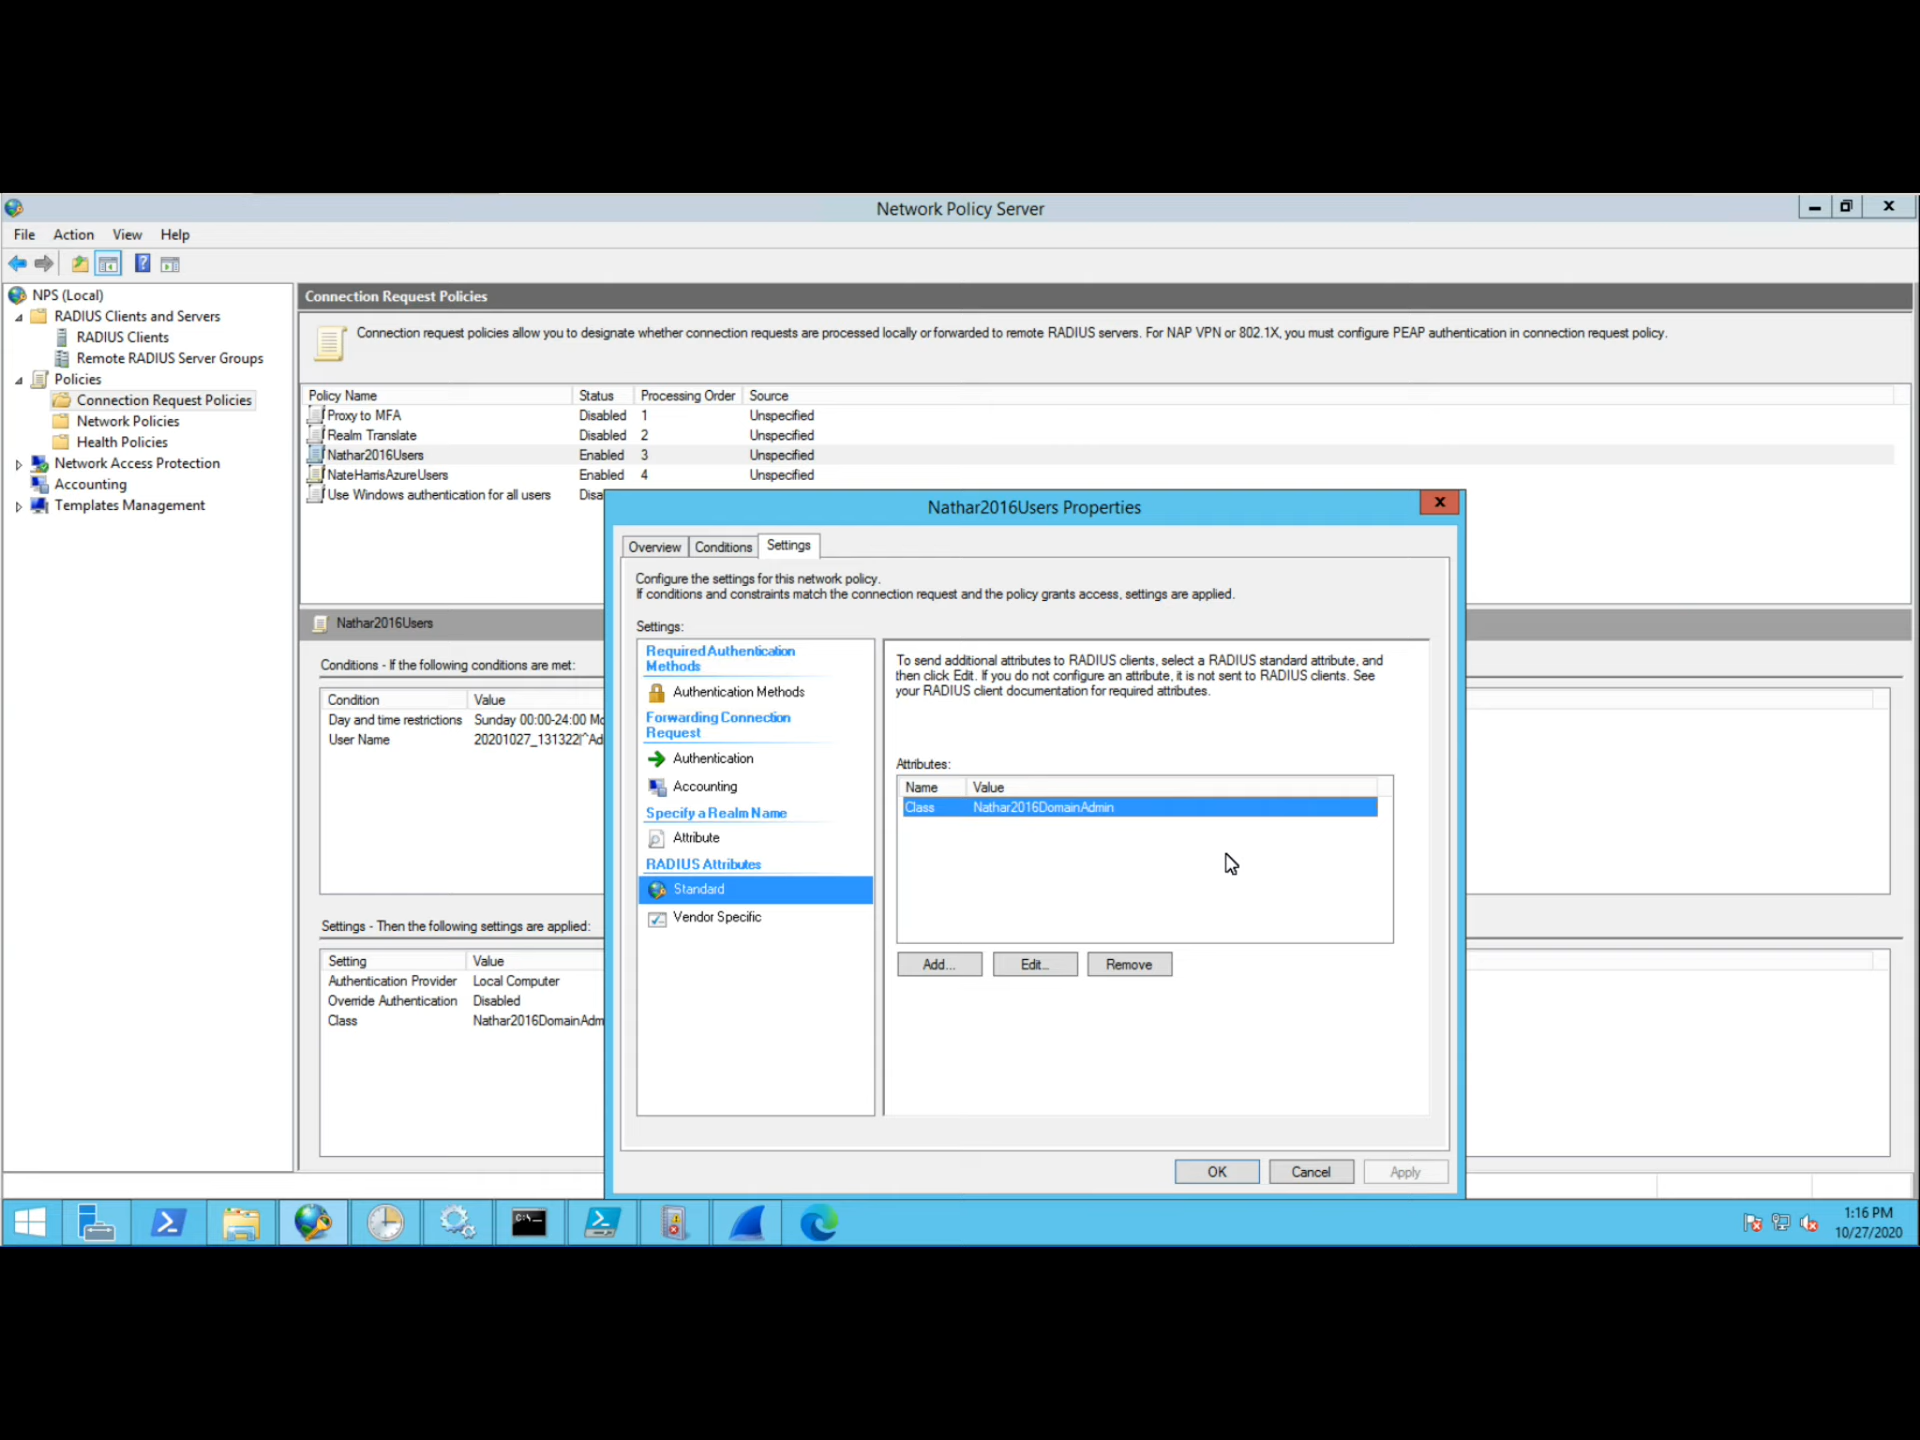 Network Policy Server
File Action View Help
NPS (Local)
RADIUS Clients and Servers
RADIUS Clients
Remote RADIUS Server Groups
Policies
Connection Request Policies
Network Policies
Health Policies
Network Access Protection
Accounting
Templates Management
Connection Request Policies
Connection request policies allow you to designate whether connection requests are processed locally or forwarded to remote RADIUS servers. For NAP VPN or 802.1X, you must configure PEAP authentication in connection request policy.
Policy Name Status Processing Order Source
Proxy to MFA Disabled 1 Unspecified
Realm Translate Disabled 2 Unspecified
Nathar2016Users Enabled 3 Unspecified
NateHarrisAzureUsers Enabled 4 Unspecified
Use Windows authentication for all users Disa
Nathar2016Users
Conditions - If the following conditions are met:
Condition Value
Day and time restrictions Sunday 00:00-24:00 Mo
User Name 20201027_131322|^Ad
Settings - Then the following settings are applied:
Setting Value
Authentication Provider Local Computer
Override Authentication Disabled
Class Nathar2016DomainAdm
Nathar2016Users Properties
Overview Conditions Settings
Configure the settings for this network policy.
If conditions and constraints match the connection request and the policy grants access, settings are applied.
Settings:
Required Authentication
Methods
Authentication Methods
Forwarding Connection
Request
Authentication
Accounting
Specify a Realm Name
Attribute
RADIUS Attributes
Standard
Vendor Specific
To send additional attributes to RADIUS clients, select a RADIUS standard attribute, and
then click Edit. If you do not configure an attribute, it is not sent to RADIUS clients. See
your RADIUS client documentation for required attributes.
Attributes:
Name Value
Class Nathar2016DomainAdmin
Add... Edit... Remove
OK Cancel Apply
1:16 PM
10/27/2020